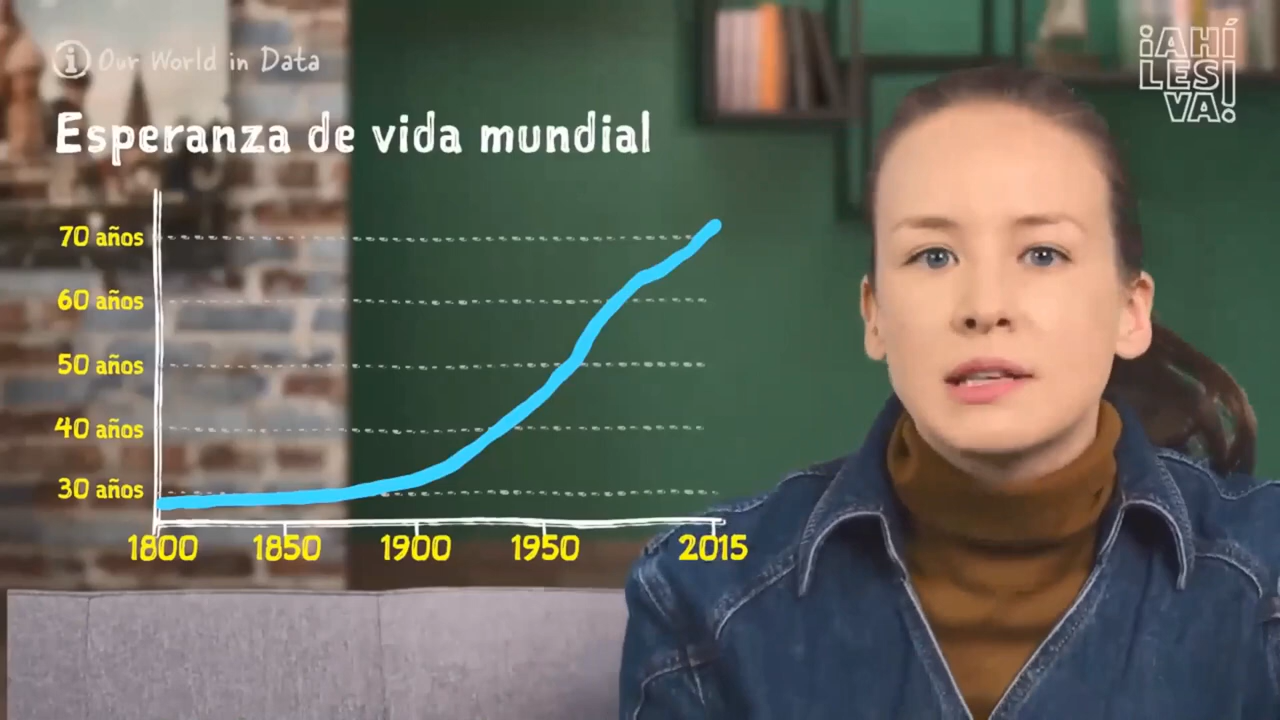 Our World in Data
¡AHÍ
LES
VA!
Esperanza de vida mundial
70 años
60 años
50 años
40 años
30 años
1800 1850 1900 1950 2015